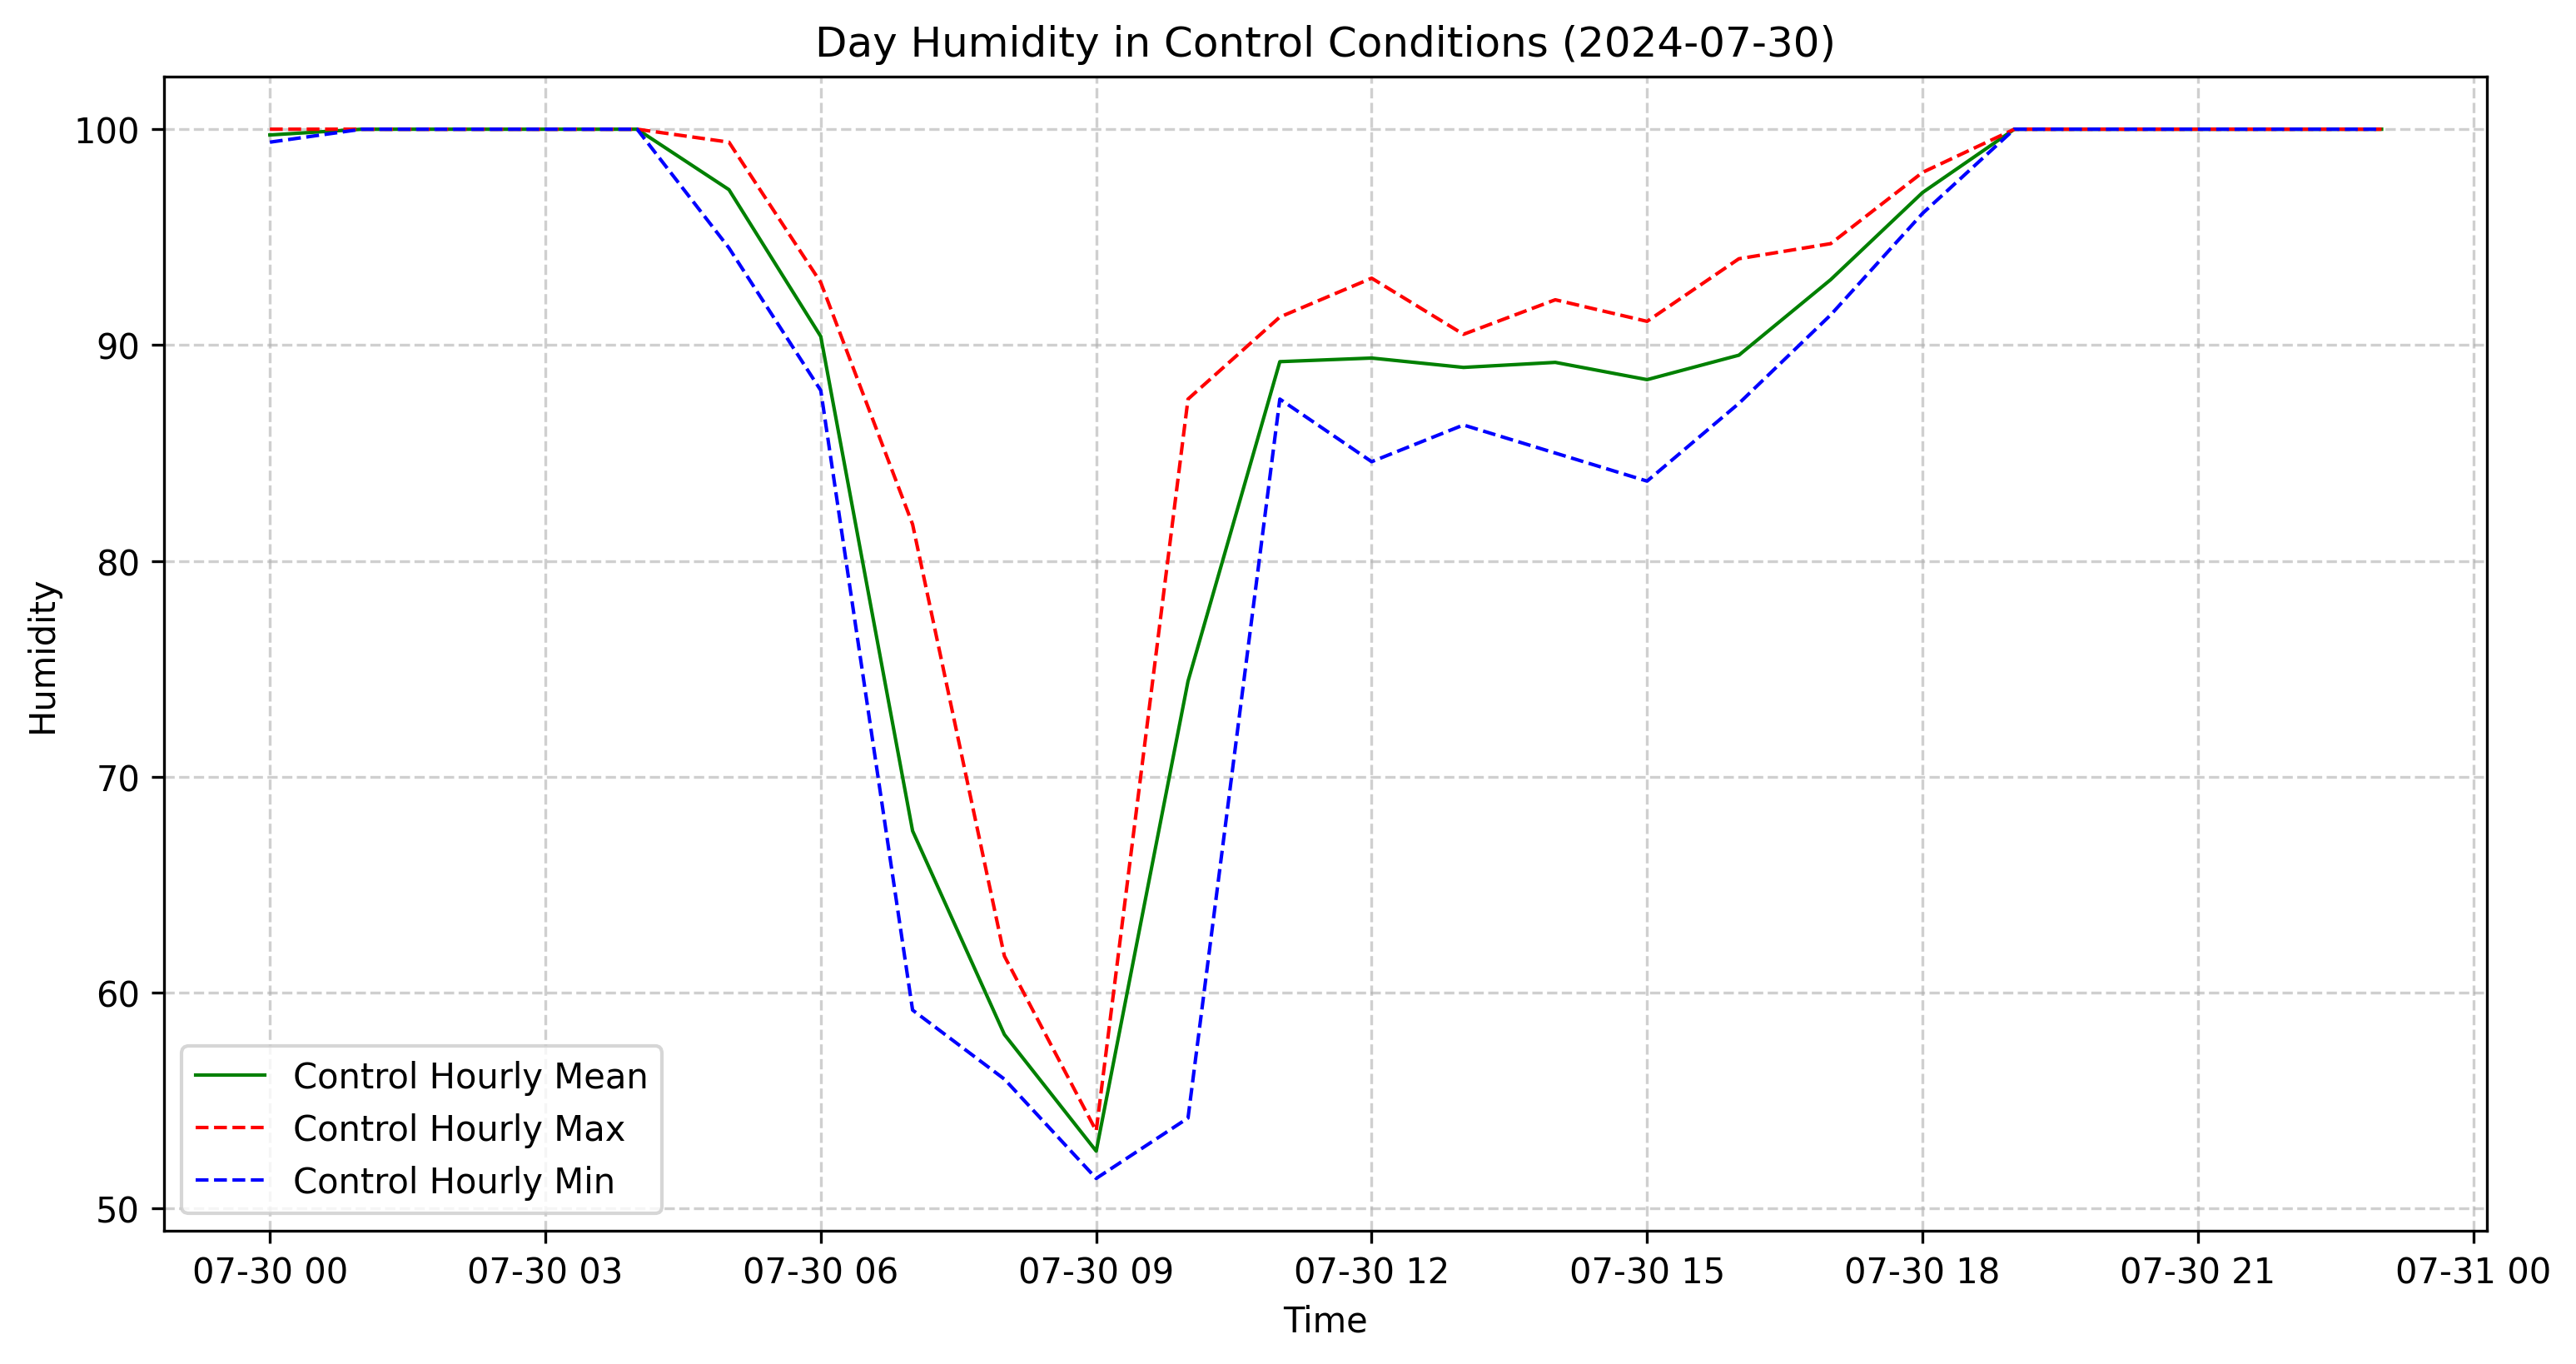 Day Humidity in Control Conditions (2024-07-30)
100
90
80
70
60
50
Humidity
Control Hourly Mean
Control Hourly Max
Control Hourly Min
07-30 00
07-30 03
07-30 06
07-30 09
07-30 12
07-30 15
07-30 18
07-30 21
07-31 00
Time